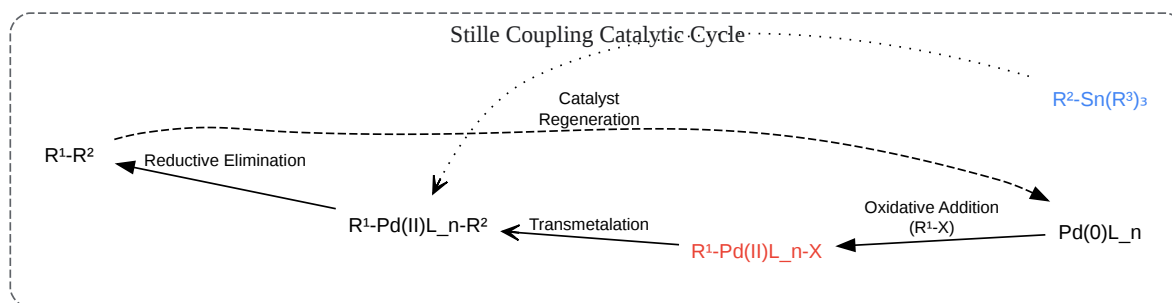 Stille Coupling Catalytic Cycle
R²-Sn(R³)₃
Catalyst
Regeneration
R¹-R²
Reductive Elimination
Oxidative Addition
(R¹-X)
R¹-Pd(II)L_n-R²
Transmetalation
Pd(0)L_n
R¹-Pd(II)L_n-X